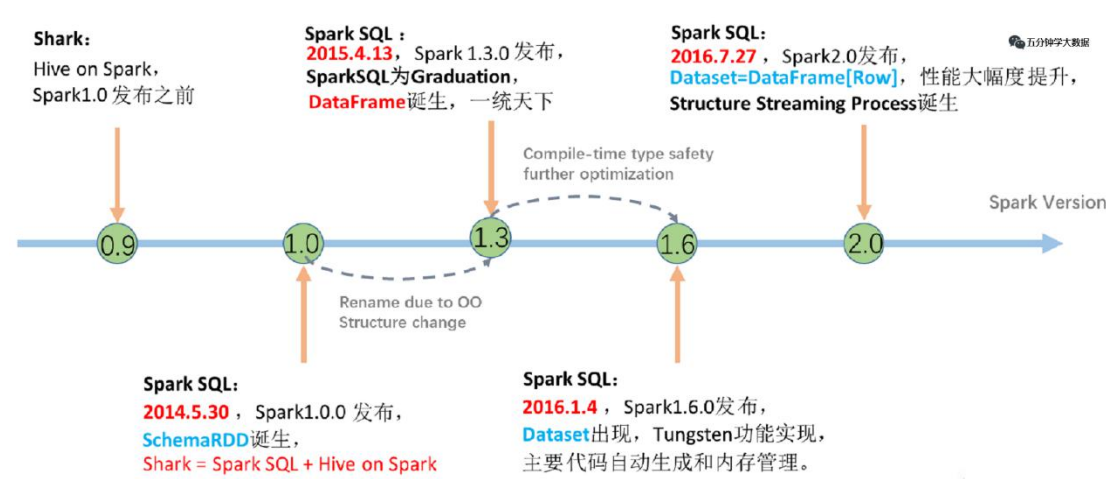 Shark：
Hive on Spark，
Spark1.0 发布之前
Spark SQL ：
2015.4.13，Spark 1.3.0 发布，
SparkSQL为Graduation，
DataFrame诞生，一统天下
Spark SQL:
2016.7.27 ，Spark2.0发布，
Dataset=DataFrame[Row]，性能大幅度提升，
Structure Streaming Process诞生
五分钟学大数据
Compile-time type safety
further optimization
Spark Version
0.9
1.0
1.3
1.6
2.0
Rename due to OO
Structure change
Spark SQL：
2014.5.30 ，Spark1.0.0 发布，
SchemaRDD诞生，
Shark = Spark SQL + Hive on Spark
Spark SQL：
2016.1.4 ，Spark1.6.0发布，
Dataset出现，Tungsten功能实现，
主要代码自动生成和内存管理。